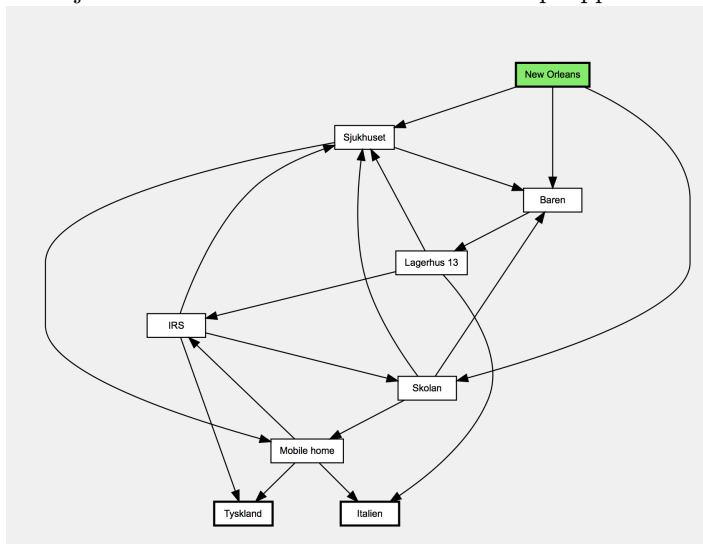 New Orleans
Sjukhuset
Baren
Lagerhus 13
IRS
Skolan
Mobile home
Tyskland
Italien